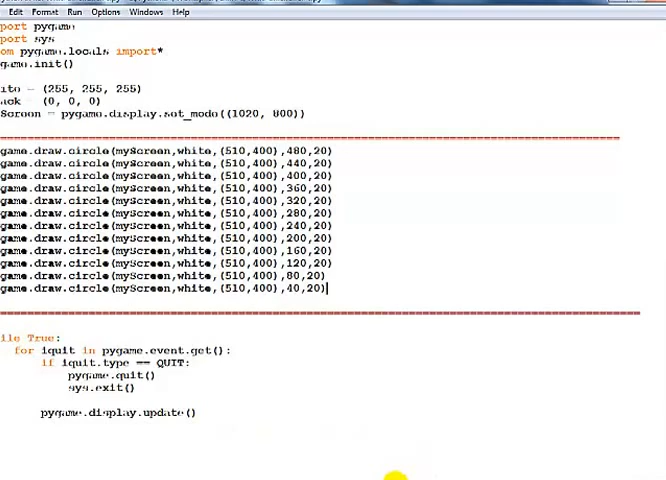 Edit Format Run Options Windows Help
port pygame
port sys
om pygame.locals import*
game.init()
ite = (255, 255, 255)
ack = (0, 0, 0)
Screen = pygame.display.set_mode((1020, 800))
game.draw.circle(myScreen,white,(510,400),480,20)
game.draw.circle(myScreen,white,(510,400),440,20)
game.draw.circle(myScreen,white,(510,400),400,20)
game.draw.circle(myScreen,white,(510,400),360,20)
game.draw.circle(myScreen,white,(510,400),320,20)
game.draw.circle(myScreen,white,(510,400),280,20)
game.draw.circle(myScreen,white,(510,400),240,20)
game.draw.circle(myScreen,white,(510,400),200,20)
game.draw.circle(myScreen,white,(510,400),160,20)
game.draw.circle(myScreen,white,(510,400),120,20)
game.draw.circle(myScreen,white,(510,400),80,20)
game.draw.circle(myScreen,white,(510,400),40,20)
ile True:
for iquit in pygame.event.get():
if iquit.type == QUIT:
pygame.quit()
sys.exit()
pygame.display.update()